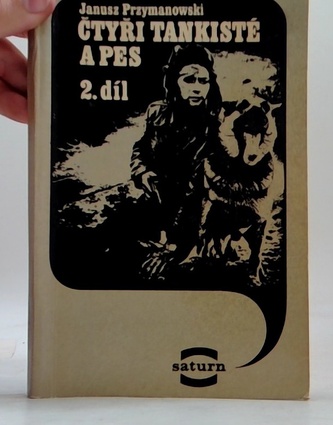 Janusz Przymanowski
ČTYŘI TANKISTÉ
A PES
2. díl
saturn